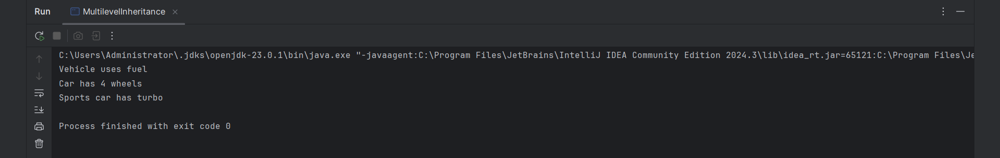 Run MultilevelInheritance
C:\Users\Administrator\.jdks\openjdk-23.0.1\bin\java.exe "-javaagent:C:\Program Files\JetBrains\IntelliJ IDEA Community Edition 2024.3\lib\idea_rt.jar=65121:C:\Program Files\Je
Vehicle uses fuel
Car has 4 wheels
Sports car has turbo
Process finished with exit code 0